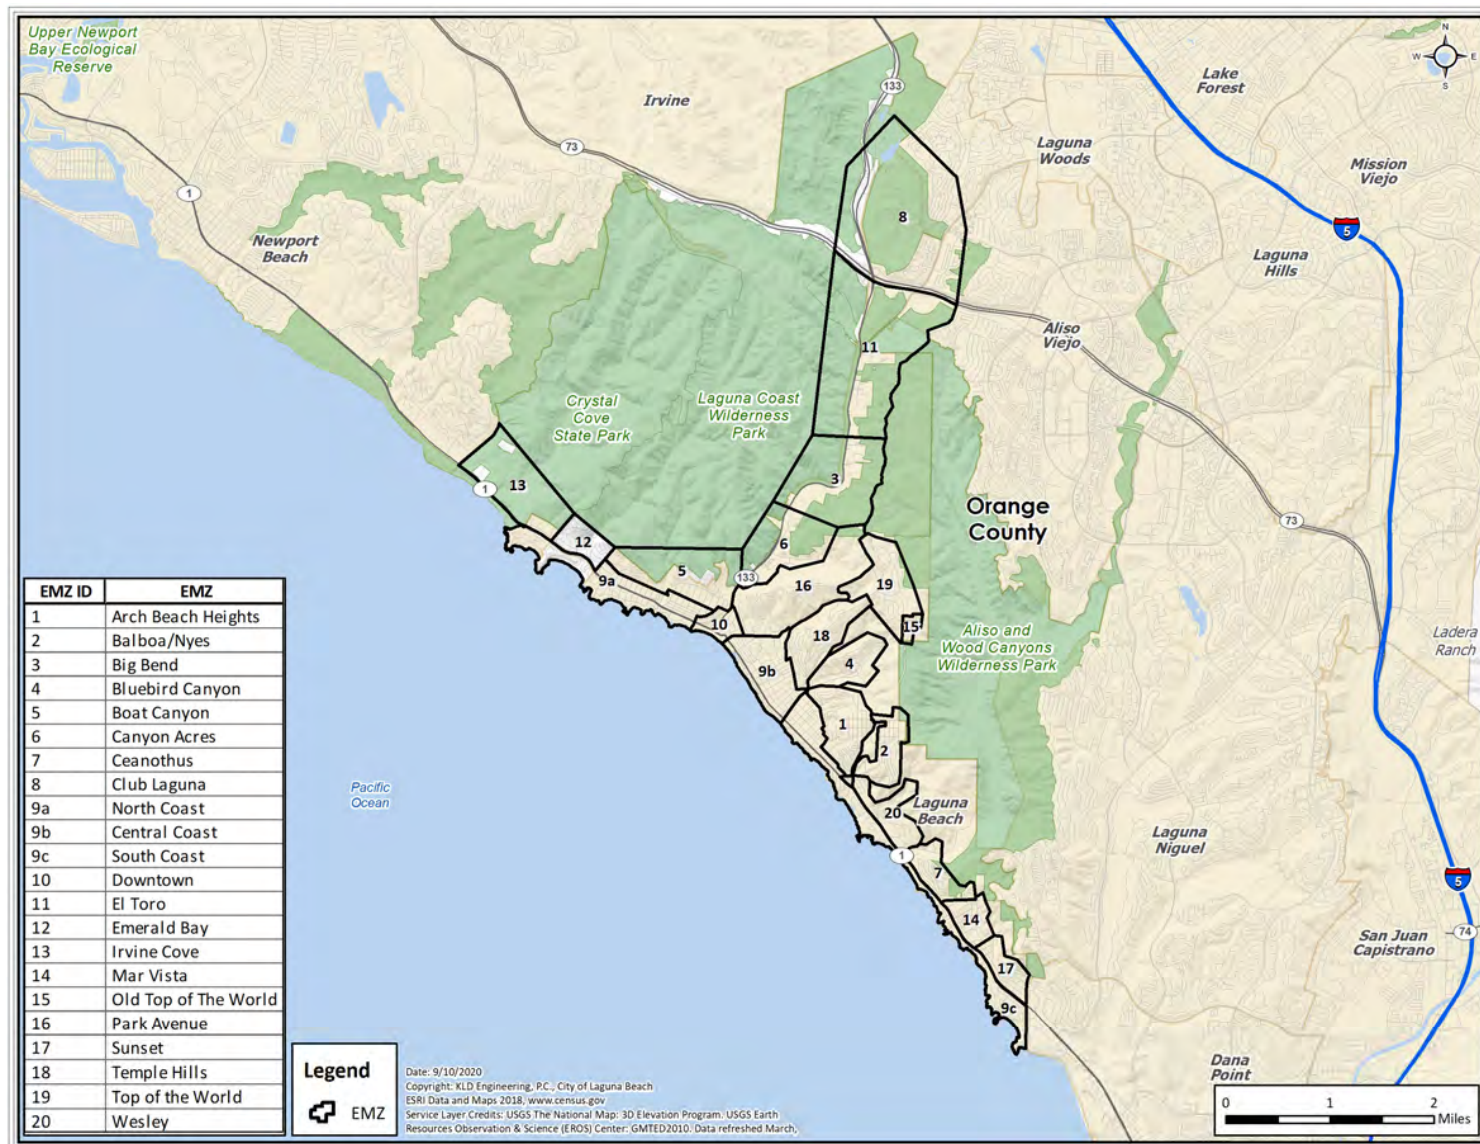 Upper Newport
Bay Ecological
Reserve
Irvine
133
Lake
Forest
N
W E
S
73
Laguna
Woods
Mission
Viejo
1
8
5
Newport
Beach
Laguna
Hills
Aliso
Viejo
11
Crystal
Cove
State Park
Laguna Coast
Wilderness
Park
3
13
1
Orange
County
73
12
6
5
133
9a
16
19
10
15
18
Aliso and
Wood Canyons
Wilderness Park
Ladera
Ranch
4
9b
1
2
Pacific
Ocean
20
Laguna
Beach
Laguna
Niguel
1
7
5
14
San Juan
Capistrano
74
17
9c
Dana
Point
EMZ ID EMZ
1 Arch Beach Heights
2 Balboa/Nyes
3 Big Bend
4 Bluebird Canyon
5 Boat Canyon
6 Canyon Acres
7 Ceanothus
8 Club Laguna
9a North Coast
9b Central Coast
9c South Coast
10 Downtown
11 El Toro
12 Emerald Bay
13 Irvine Cove
14 Mar Vista
15 Old Top of The World
16 Park Avenue
17 Sunset
18 Temple Hills
19 Top of the World
20 Wesley
Legend
EMZ
Date: 9/10/2020
Copyright: KLD Engineering, P.C., City of Laguna Beach
ESRI Data and Maps 2018, www.census.gov
Service Layer Credits: USGS The National Map: 3D Elevation Program. USGS Earth
Resources Observation & Science (EROS) Center: GMTED2010. Data refreshed March,
0 1 2
Miles